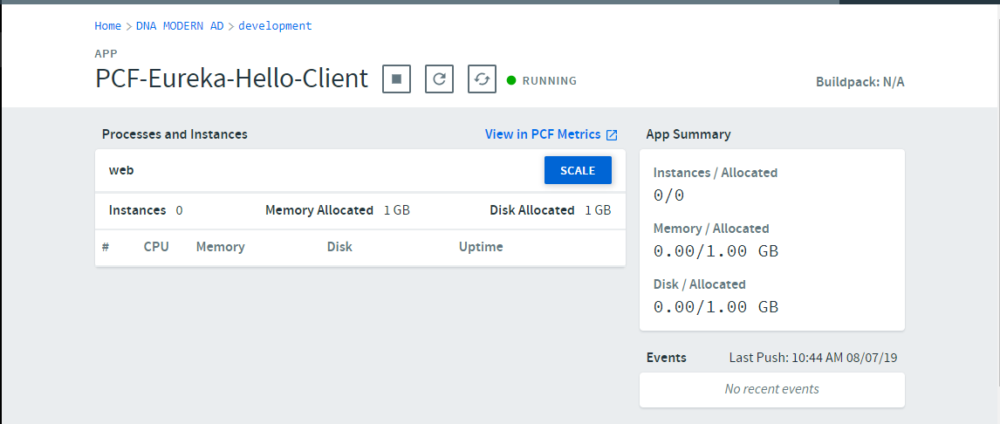 Home > DNA MODERN AD > development
APP
PCF-Eureka-Hello-Client
RUNNING
Buildpack: N/A
Processes and Instances
View in PCF Metrics
web
SCALE
Instances 0 Memory Allocated 1 GB Disk Allocated 1 GB
# CPU Memory Disk Uptime
App Summary
Instances / Allocated
0/0
Memory / Allocated
0.00/1.00 GB
Disk / Allocated
0.00/1.00 GB
Events Last Push: 10:44 AM 08/07/19
No recent events